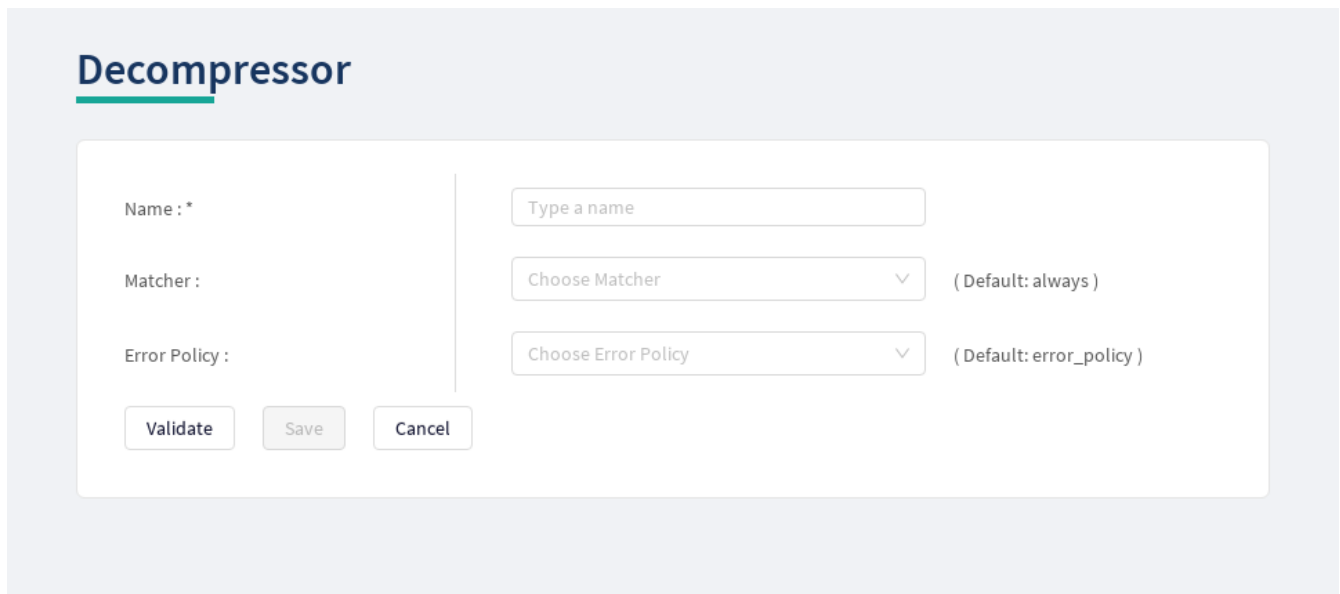 Decompressor
Name : * Type a name
Matcher : Choose Matcher ( Default: always )
Error Policy : Choose Error Policy ( Default: error_policy )
Validate Save Cancel